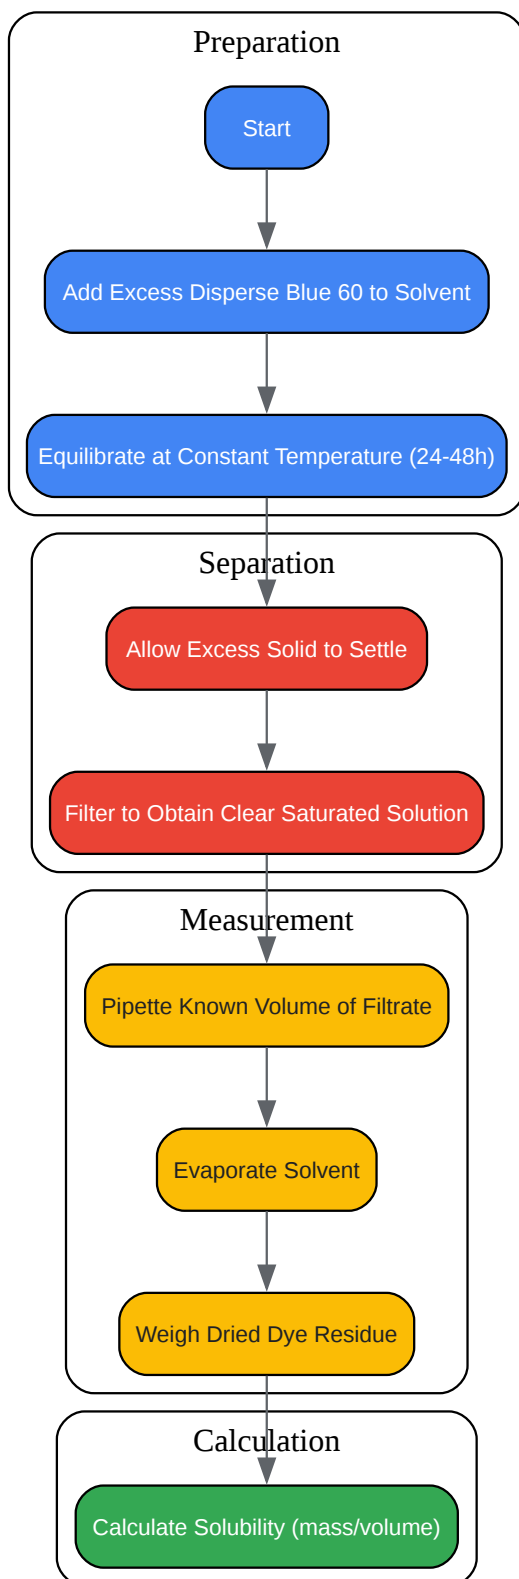 Preparation
Start
Add Excess Disperse Blue 60 to Solvent
Equilibrate at Constant Temperature (24-48h)
Separation
Allow Excess Solid to Settle
Filter to Obtain Clear Saturated Solution
Measurement
Pipette Known Volume of Filtrate
Evaporate Solvent
Weigh Dried Dye Residue
Calculation
Calculate Solubility (mass/volume)